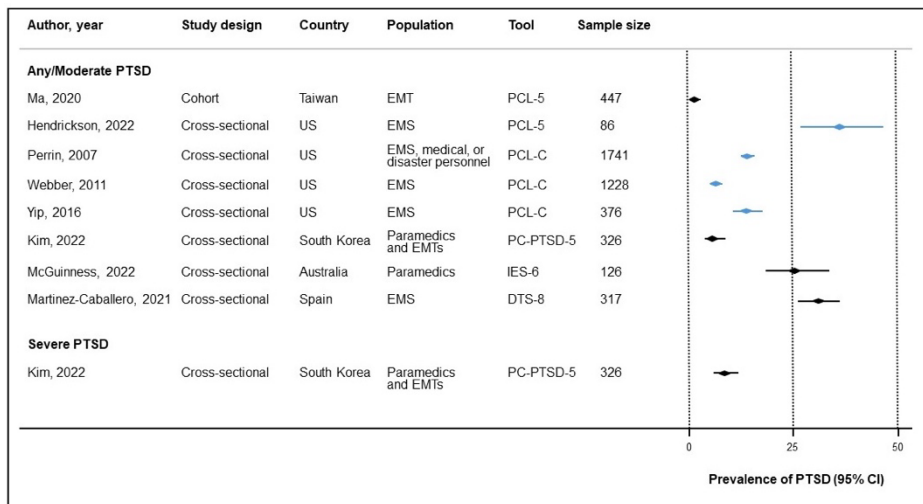 Author, year Study design Country Population Tool Sample size
Any/Moderate PTSD
Ma, 2020 Cohort Taiwan EMT PCL-5 447
Hendrickson, 2022 Cross-sectional US EMS PCL-5 86
Perrin, 2007 Cross-sectional US EMS, medical, or disaster personnel PCL-C 1741
Webber, 2011 Cross-sectional US EMS PCL-C 1228
Yip, 2016 Cross-sectional US EMS PCL-C 376
Kim, 2022 Cross-sectional South Korea Paramedics and EMTs PC-PTSD-5 326
McGuinness, 2022 Cross-sectional Australia Paramedics IES-6 126
Martinez-Caballero, 2021 Cross-sectional Spain EMS DTS-8 317
Severe PTSD
Kim, 2022 Cross-sectional South Korea Paramedics and EMTs PC-PTSD-5 326
0 25 50
Prevalence of PTSD (95% CI)